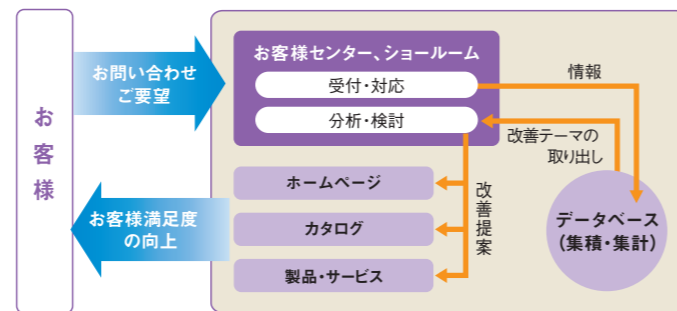 お客様
お問い合わせ
ご要望
お客様満足度
の向上
お客様センター、ショールーム
受付・対応
分析・検討
情報
改善テーマの
取り出し
データベース
(集積・集計)
改善提案
ホームページ
カタログ
製品・サービス